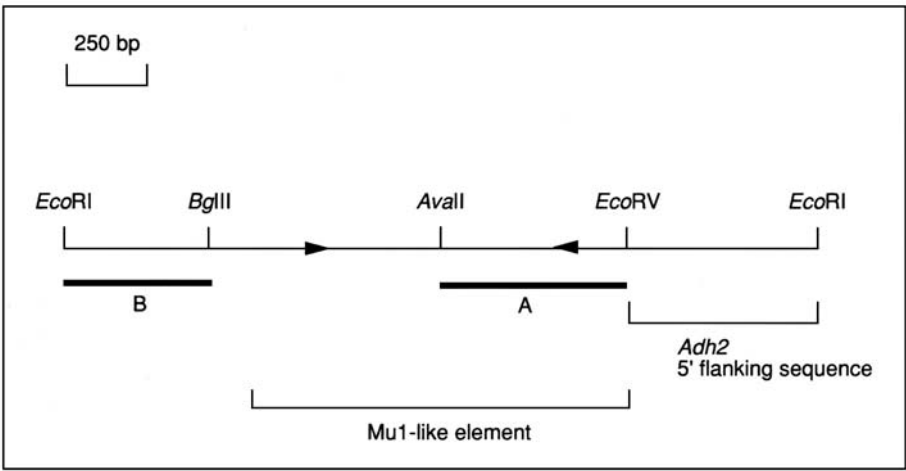 250 bp
EcoRI BglII AvaII EcoRV EcoRI
B A
Adh2
5' flanking sequence
Mu1-like element